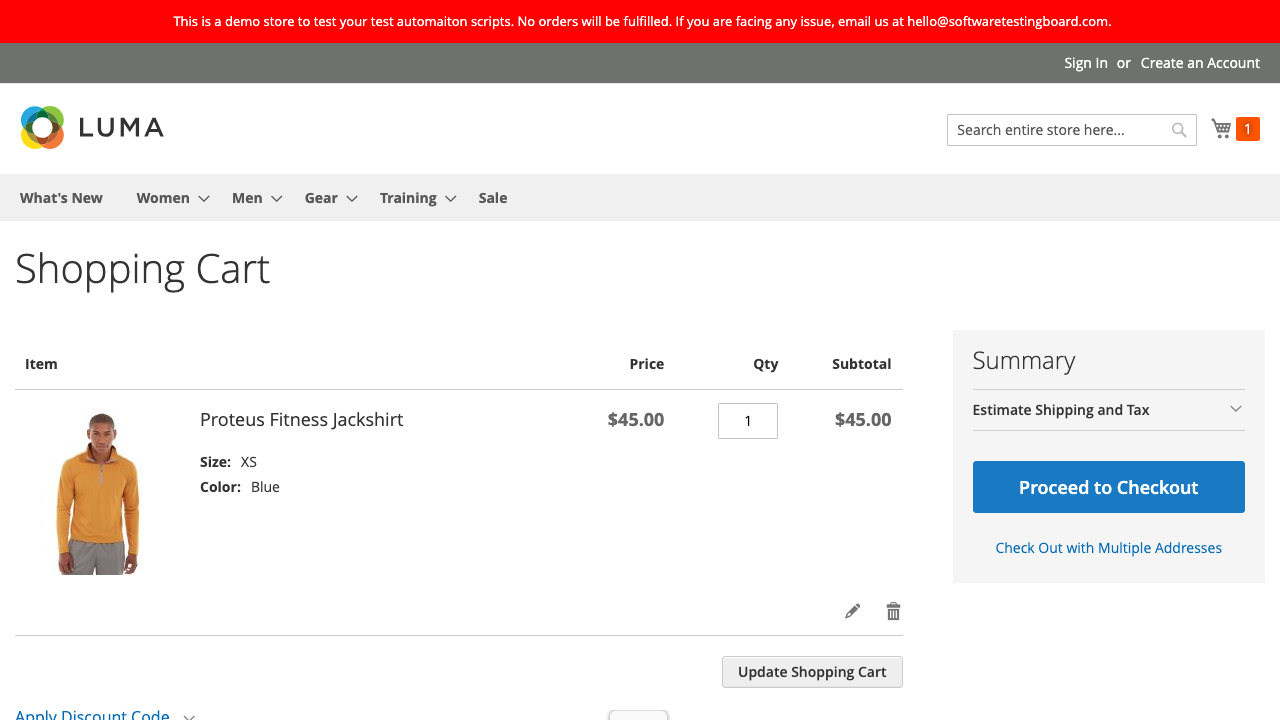 This is a demo store to test your test automaiton scripts. No orders will be fulfilled. If you are facing any issue, email us at hello@softwaretestingboard.com.
Sign In or Create an Account
LUMA
Search entire store here...
1
What's New Women Men Gear Training Sale
Shopping Cart
Item Price Qty Subtotal
Proteus Fitness Jackshirt $45.00 1 $45.00
Size: XS
Color: Blue
Update Shopping Cart
Apply Discount Code
Summary
Estimate Shipping and Tax
Proceed to Checkout
Check Out with Multiple Addresses